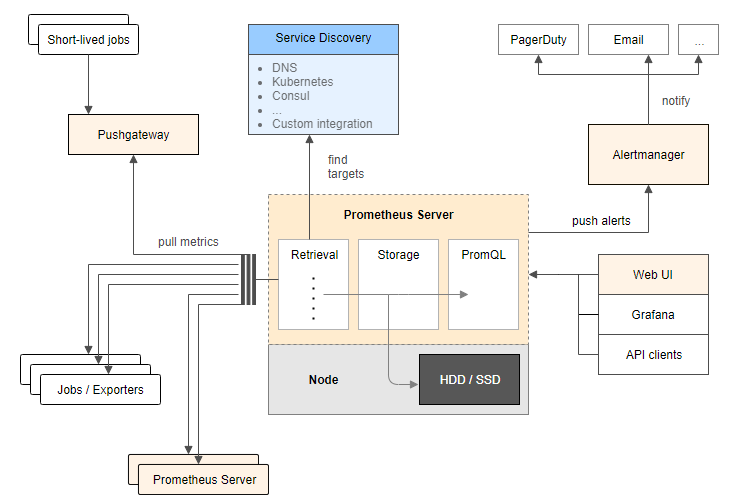 Short-lived jobs
Service Discovery
PagerDuty
Email
...
• DNS
• Kubernetes
• Consul
• ...
• Custom integration
Pushgateway
notify
Alertmanager
find
targets
pull metrics
Prometheus Server
push alerts
Retrieval
Storage
PromQL
Web UI
Grafana
API clients
Jobs / Exporters
Node
HDD / SSD
Prometheus Server